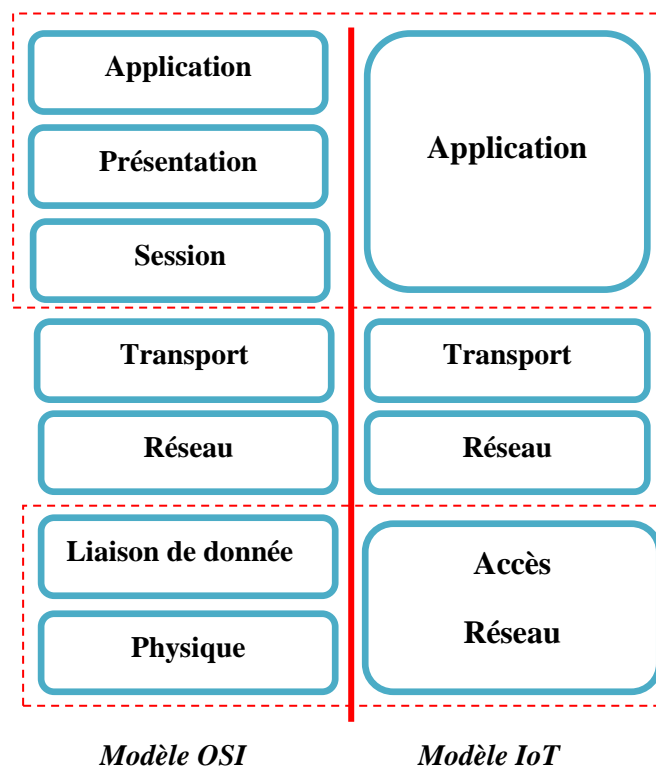 Application
Présentation
Session
Transport
Réseau
Liaison de donnée
Physique
Modèle OSI
Application
Transport
Réseau
Accès
Réseau
Modèle IoT